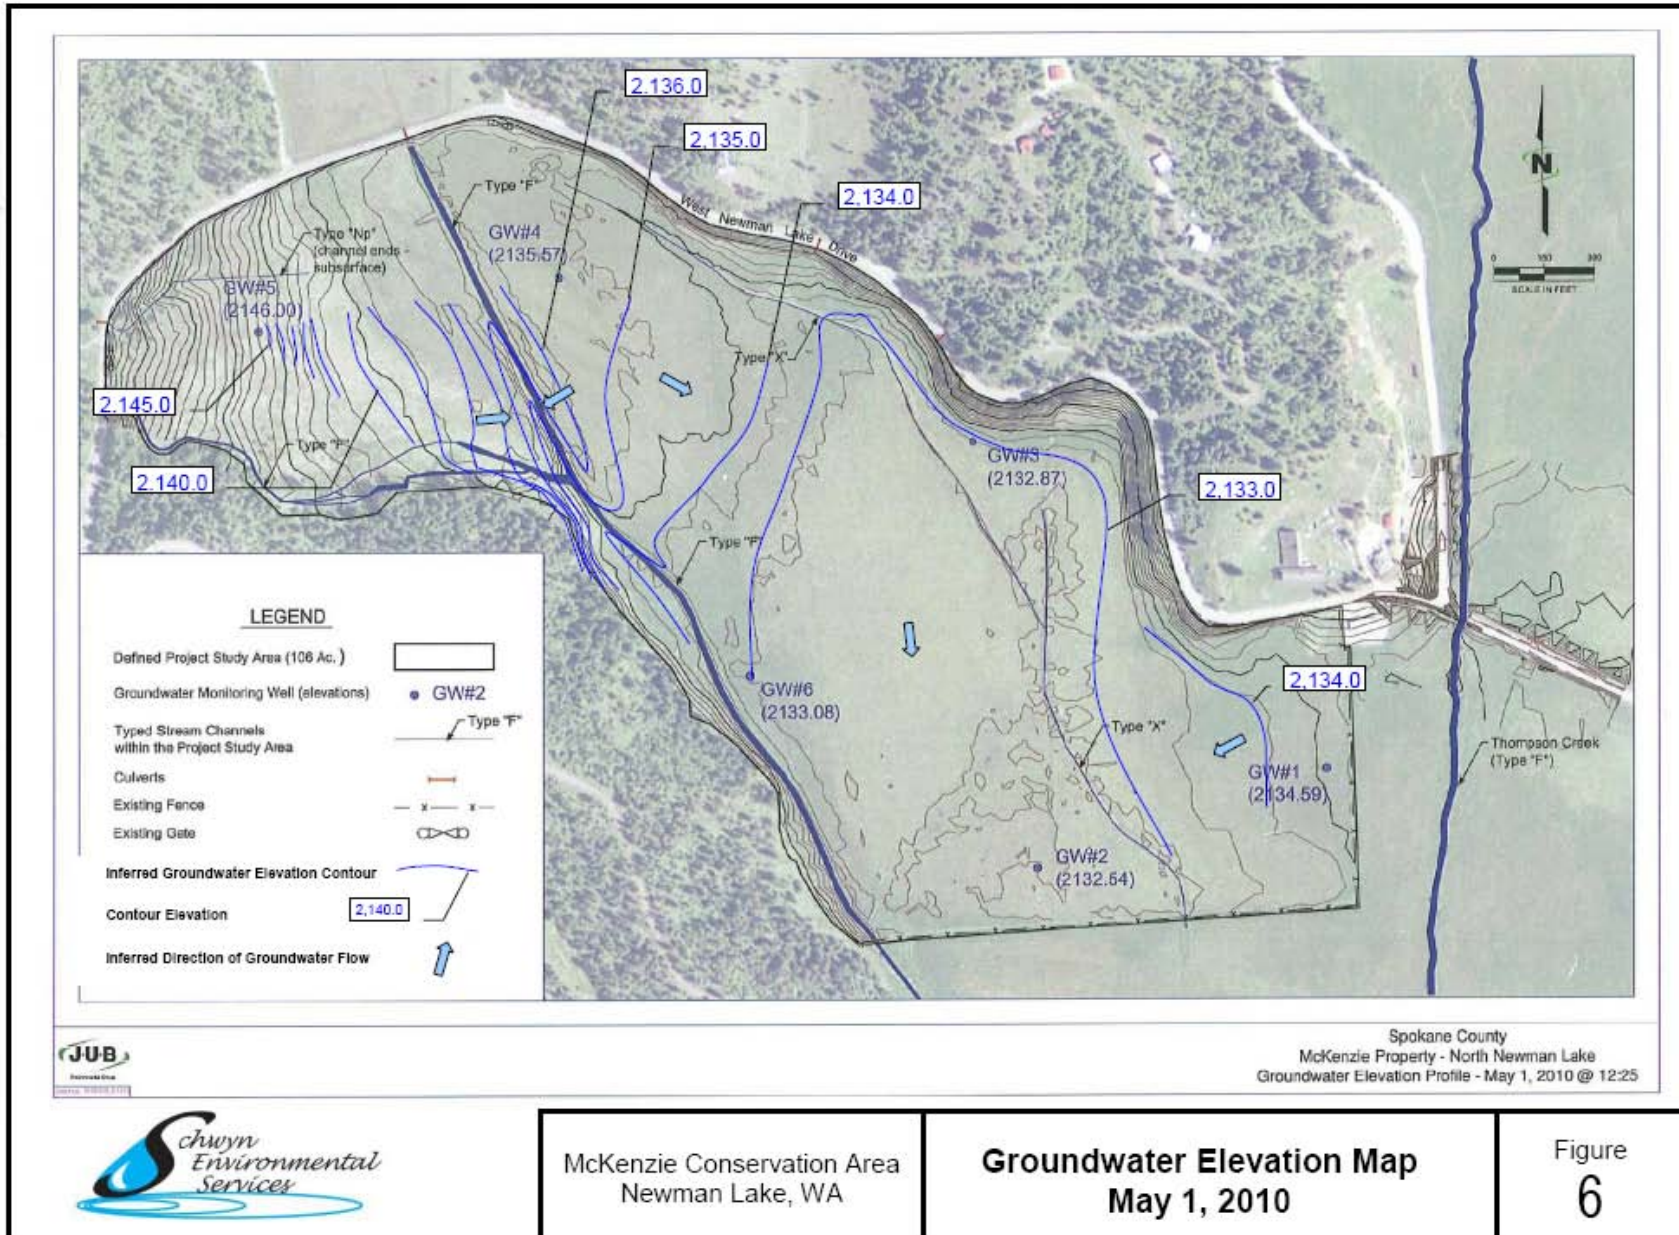 2.136.0
2,135.0
2,134.0
West Newman Lake Drive
N
Type "F"
GW#4
(2135.57)
Type "Np"
(channel ends -
subsurface)
GW#5
(2146.00)
SCALE IN FEET
Type "X"
2.145.0
Type "F"
2.140.0
GW#3
(2132.87)
2,133.0
Type "F"
GW#6
(2133.08)
2,134.0
Type "X"
Thompson Creek
(Type "F")
GW#1
(2134.59)
GW#2
(2132.54)
LEGEND
Defined Project Study Area (106 Ac.)
Groundwater Monitoring Well (elevations)
GW#2
Typed Stream Channels
within the Project Study Area
Type "F"
Culverts
Existing Fence
x x
Existing Gate
Inferred Groundwater Elevation Contour
Contour Elevation
2,140.0
Inferred Direction of Groundwater Flow
J·U·B
Spokane County
McKenzie Property - North Newman Lake
Groundwater Elevation Profile - May 1, 2010 @ 12:25
Schwyn
Environmental
Services
McKenzie Conservation Area
Newman Lake, WA
Groundwater Elevation Map
May 1, 2010
Figure
6